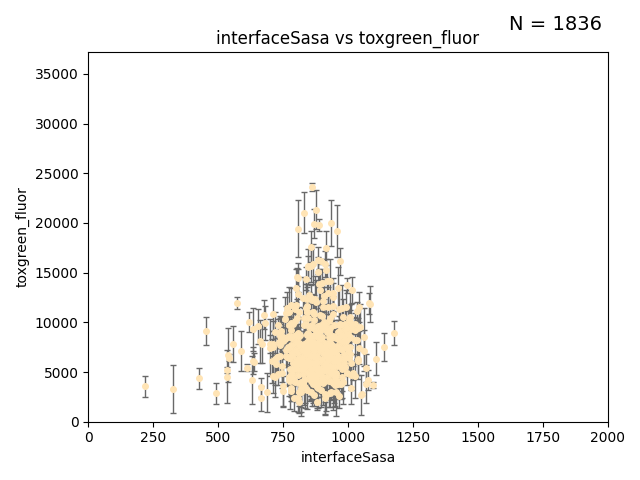 N = 1836
interfaceSasa vs toxgreen_fluor
35000
30000
25000
20000
15000
10000
5000
0
toxgreen_fluor
0 250 500 750 1000 1250 1500 1750 2000
interfaceSasa